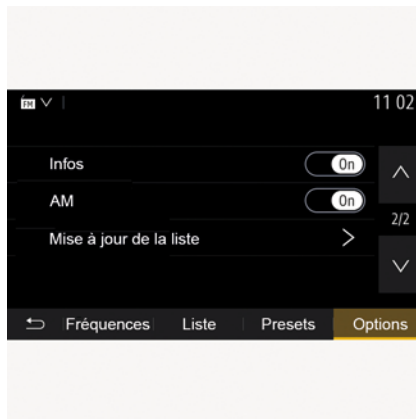 FM 11 02
Infos On
AM On
2/2
Mise à jour de la liste
Fréquences Liste Presets Options